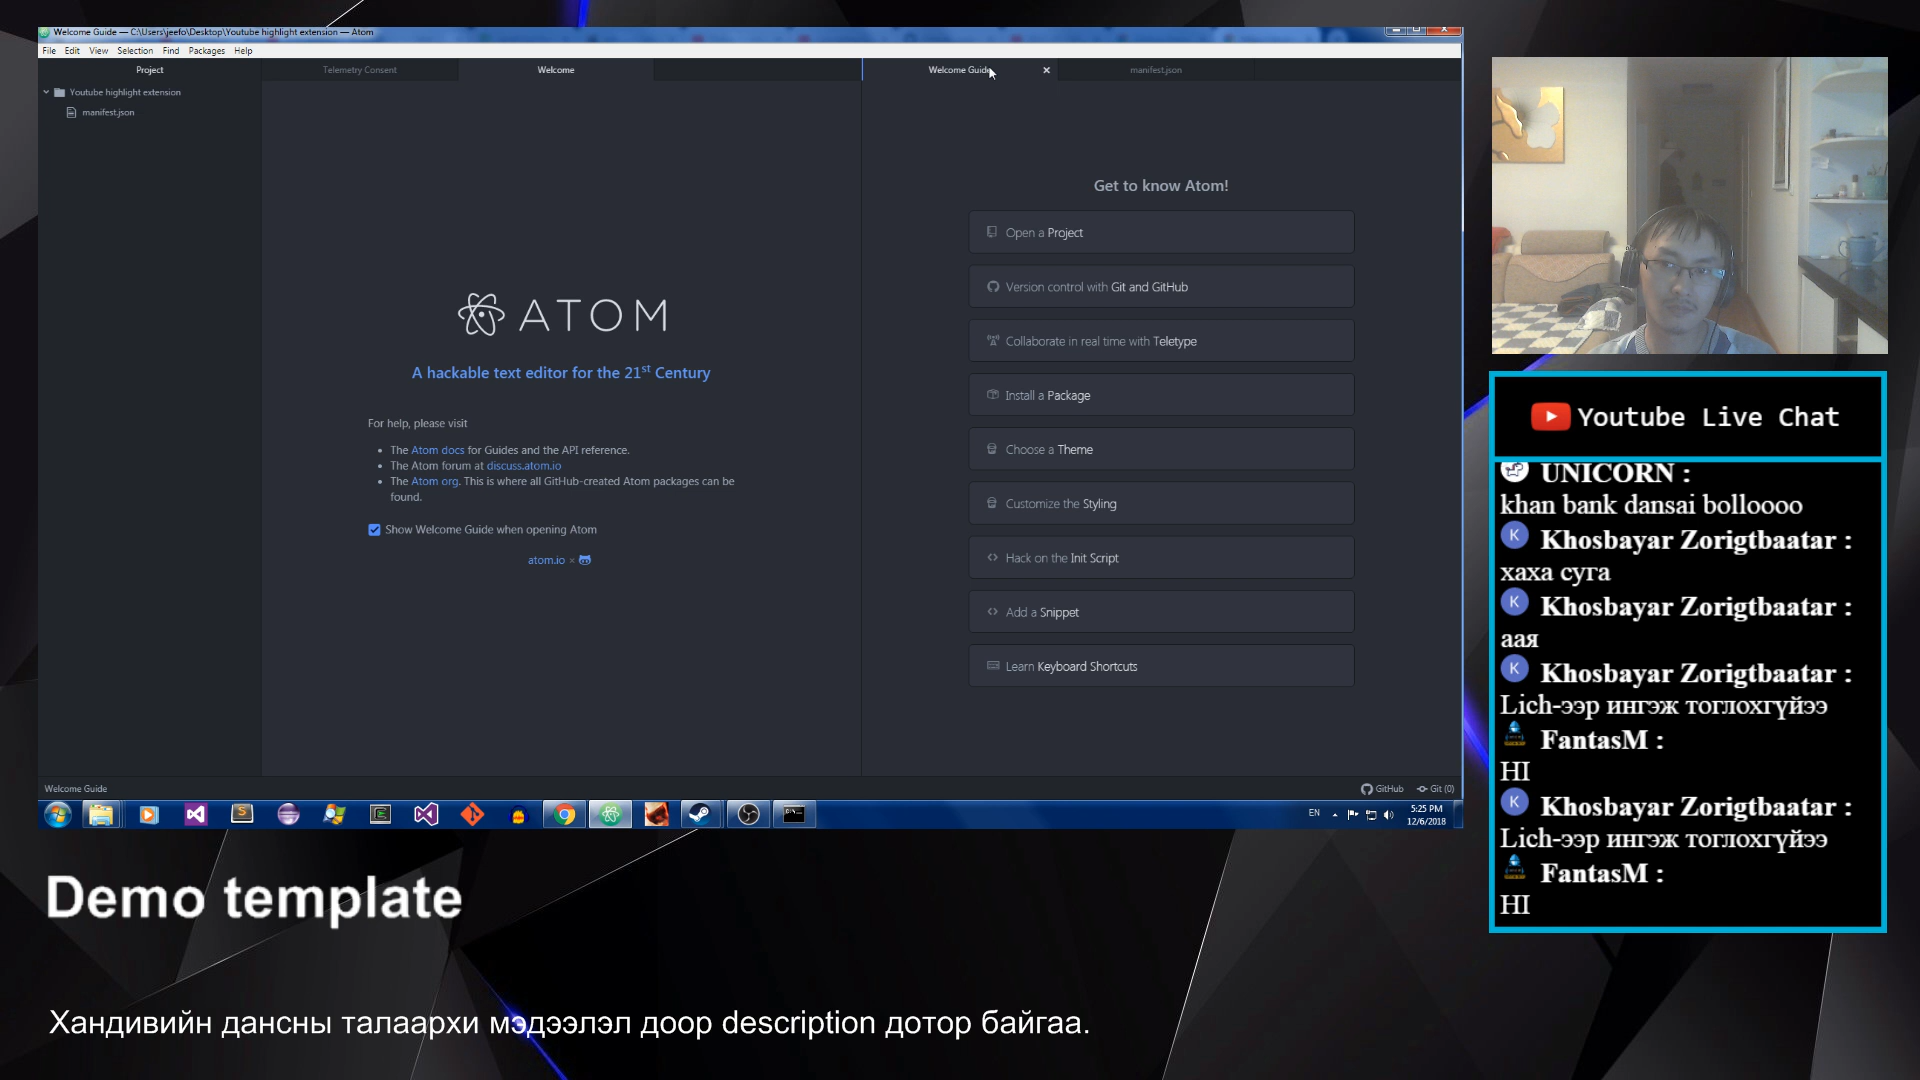 Welcome Guide — C:\Users\jeefo\Desktop\Youtube highlight extension — Atom
File Edit View Selection Find Packages Help
Project
Telemetry Consent
Welcome
Welcome Guide
manifest.json
Youtube highlight extension
manifest.json
ATOM
A hackable text editor for the 21st Century
For help, please visit
The Atom docs for Guides and the API reference.
The Atom forum at discuss.atom.io
The Atom org. This is where all GitHub-created Atom packages can be
found.
Show Welcome Guide when opening Atom
atom.io ×
Get to know Atom!
Open a Project
Version control with Git and GitHub
Collaborate in real time with Teletype
Install a Package
Choose a Theme
Customize the Styling
Hack on the Init Script
Add a Snippet
Learn Keyboard Shortcuts
Welcome Guide
GitHub
Git (0)
EN
5:25 PM
12/6/2018
Youtube Live Chat
UNICORN :
khan bank dansai bolloooo
K Khosbayar Zorigtbaatar :
хаха суга
K Khosbayar Zorigtbaatar :
аая
K Khosbayar Zorigtbaatar :
Lich-ээр ингэж тоглохгүйээ
FantasM :
HI
K Khosbayar Zorigtbaatar :
Lich-ээр ингэж тоглохгүйээ
FantasM :
HI
Demo template
Хандивийн дансны талаархи мэдээлэл доор description дотор байгаа.